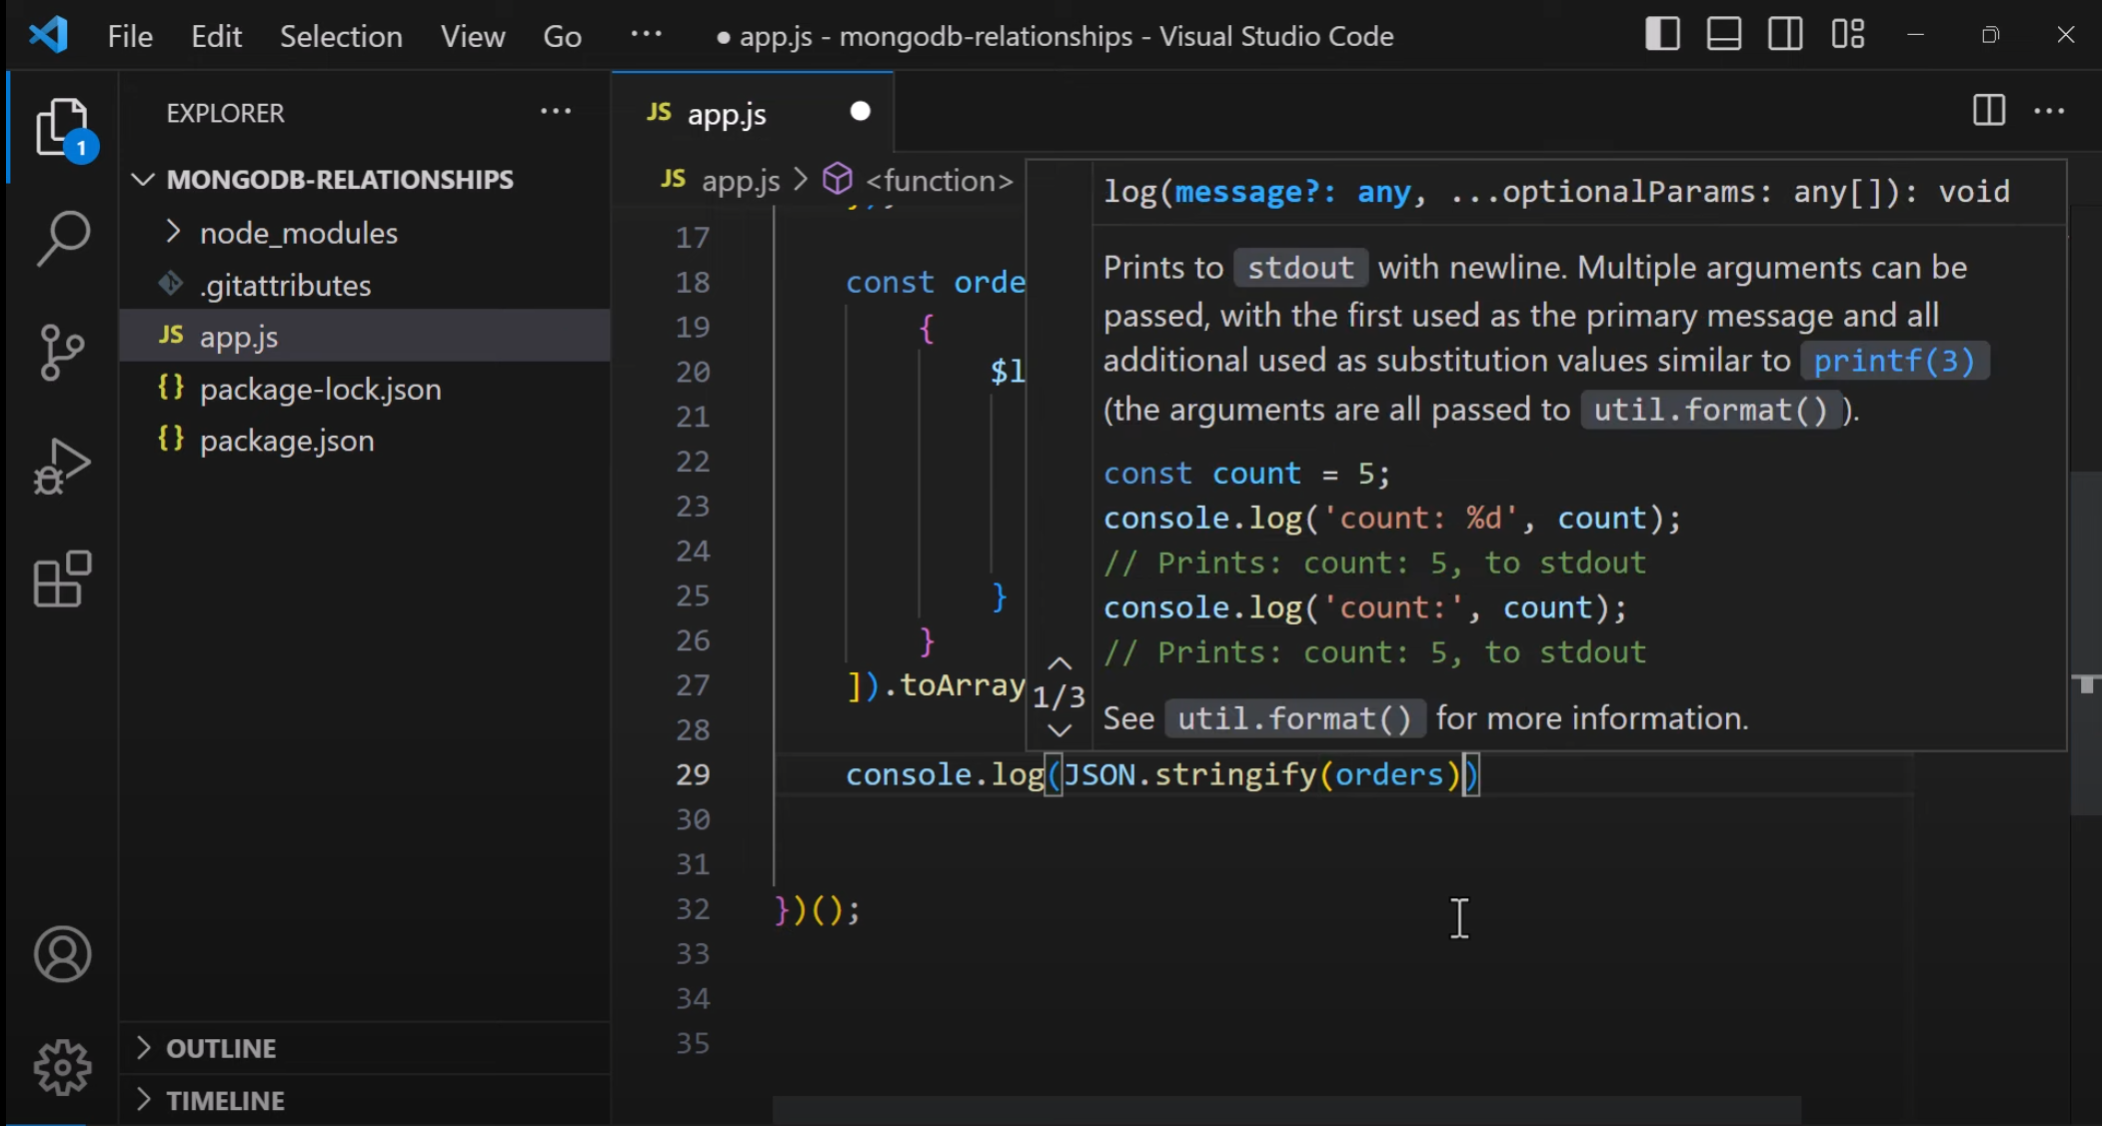 File Edit Selection View Go ··· ● app.js - mongodb-relationships - Visual Studio Code
EXPLORER ···
1
MONGODB-RELATIONSHIPS
node_modules
.gitattributes
JS app.js
{} package-lock.json
{} package.json
OUTLINE
TIMELINE
JS app.js ●
JS app.js > <function>
17
18 const orde
19 {
20 $l
21
22
23
24
25 }
26 }
27 ]).toArray
28
29 console.log(JSON.stringify(orders))
30
31
32 })();
33
34
35
1/3
log(message?: any, ...optionalParams: any[]): void
Prints to stdout with newline. Multiple arguments can be
passed, with the first used as the primary message and all
additional used as substitution values similar to printf(3)
(the arguments are all passed to util.format() ).
const count = 5;
console.log('count: %d', count);
// Prints: count: 5, to stdout
console.log('count:', count);
// Prints: count: 5, to stdout
See util.format() for more information.